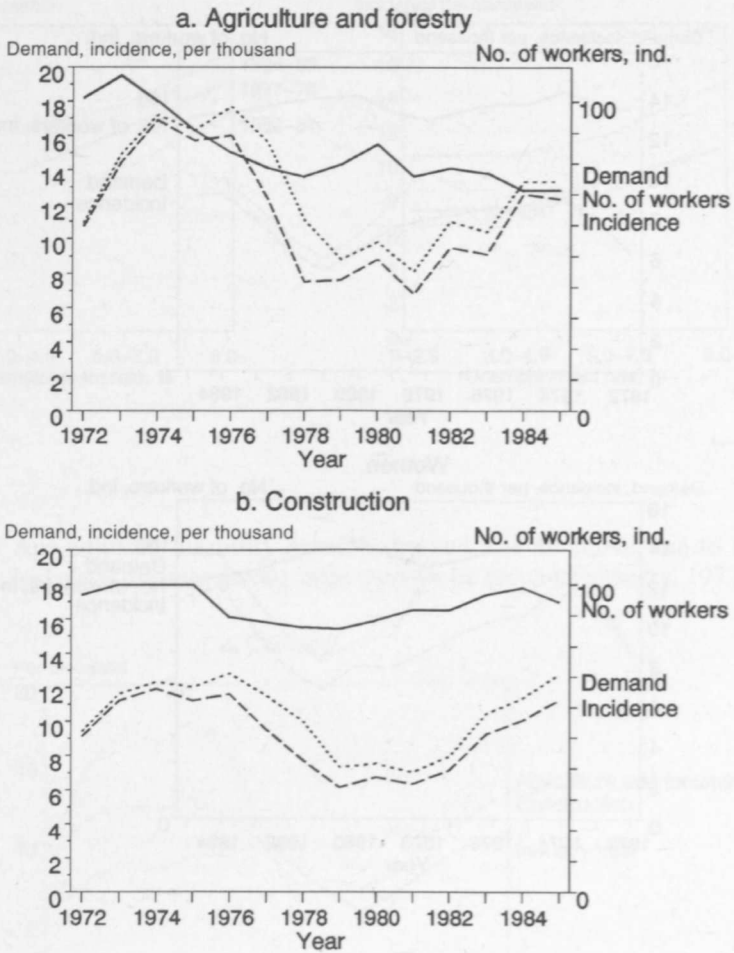 a. Agriculture and forestry
Demand, incidence, per thousand
No. of workers, ind.
20
18
16
14
12
10
8
6
4
2
0
100
0
Demand
No. of workers
Incidence
1972 1974 1976 1978 1980 1982 1984
Year
b. Construction
Demand, incidence, per thousand
No. of workers, ind.
20
18
16
14
12
10
8
6
4
2
0
100
0
No. of workers
Demand
Incidence
1972 1974 1976 1978 1980 1982 1984
Year